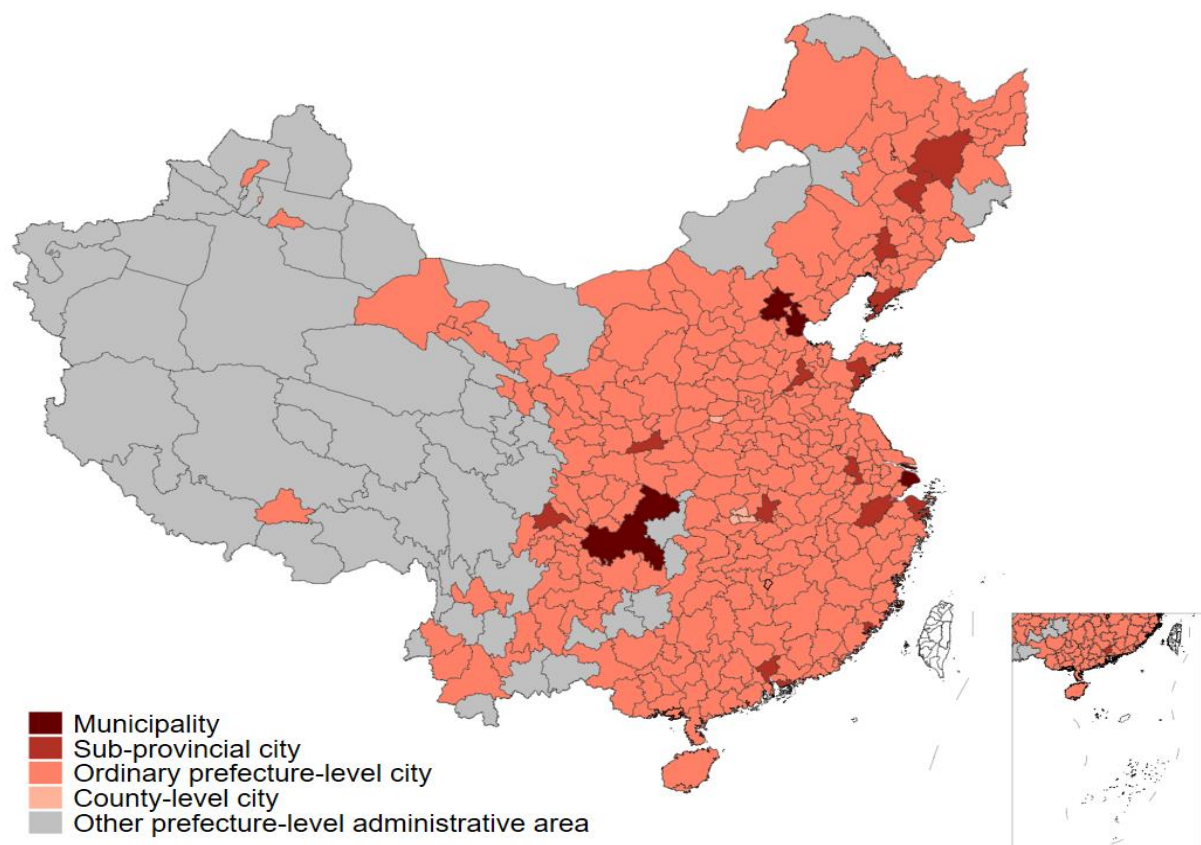 Municipality
Sub-provincial city
Ordinary prefecture-level city
County-level city
Other prefecture-level administrative area